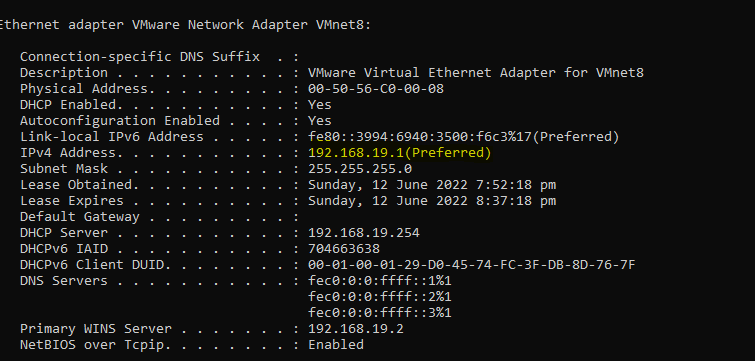 Ethernet adapter VMware Network Adapter VMnet8:
Connection-specific DNS Suffix  . :
Description . . . . . . . . . . . : VMware Virtual Ethernet Adapter for VMnet8
Physical Address. . . . . . . . . : 00-50-56-C0-00-08
DHCP Enabled. . . . . . . . . . . : Yes
Autoconfiguration Enabled . . . . : Yes
Link-local IPv6 Address . . . . . : fe80::3994:6940:3500:f6c3%17(Preferred)
IPv4 Address. . . . . . . . . . . : 192.168.19.1(Preferred)
Subnet Mask . . . . . . . . . . . : 255.255.255.0
Lease Obtained. . . . . . . . . . : Sunday, 12 June 2022 7:52:18 pm
Lease Expires . . . . . . . . . . : Sunday, 12 June 2022 8:37:18 pm
Default Gateway . . . . . . . . . :
DHCP Server . . . . . . . . . . . : 192.168.19.254
DHCPv6 IAID . . . . . . . . . . . : 704663638
DHCPv6 Client DUID. . . . . . . . : 00-01-00-01-29-D0-45-74-FC-3F-DB-8D-76-7F
DNS Servers . . . . . . . . . . . : fec0:0:0:ffff::1%1
fec0:0:0:ffff::2%1
fec0:0:0:ffff::3%1
Primary WINS Server . . . . . . . : 192.168.19.2
NetBIOS over Tcpip. . . . . . . . : Enabled